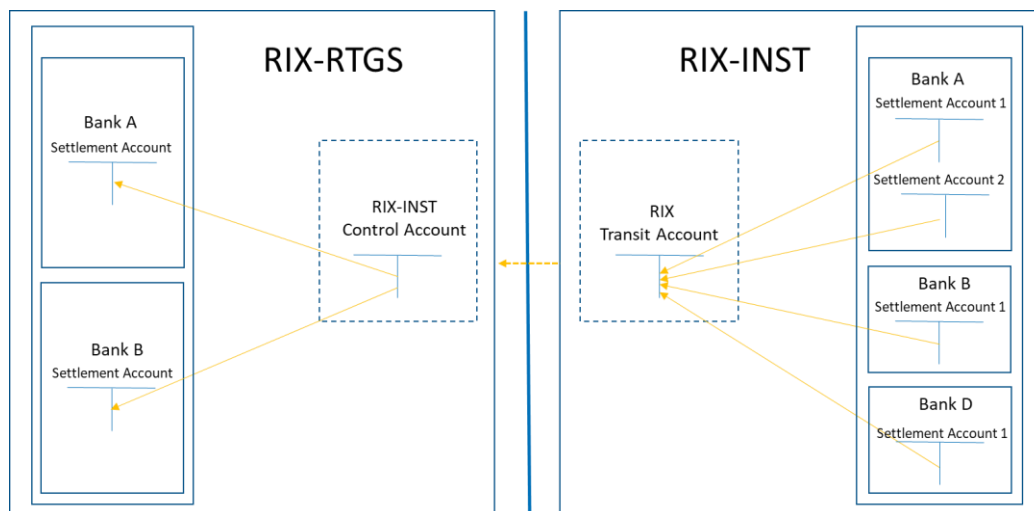 RIX-RTGS
Bank A
Settlement Account
Bank B
Settlement Account
RIX-INST
Control Account
RIX-INST
RIX
Transit Account
Bank A
Settlement Account 1
Settlement Account 2
Bank B
Settlement Account 1
Bank D
Settlement Account 1